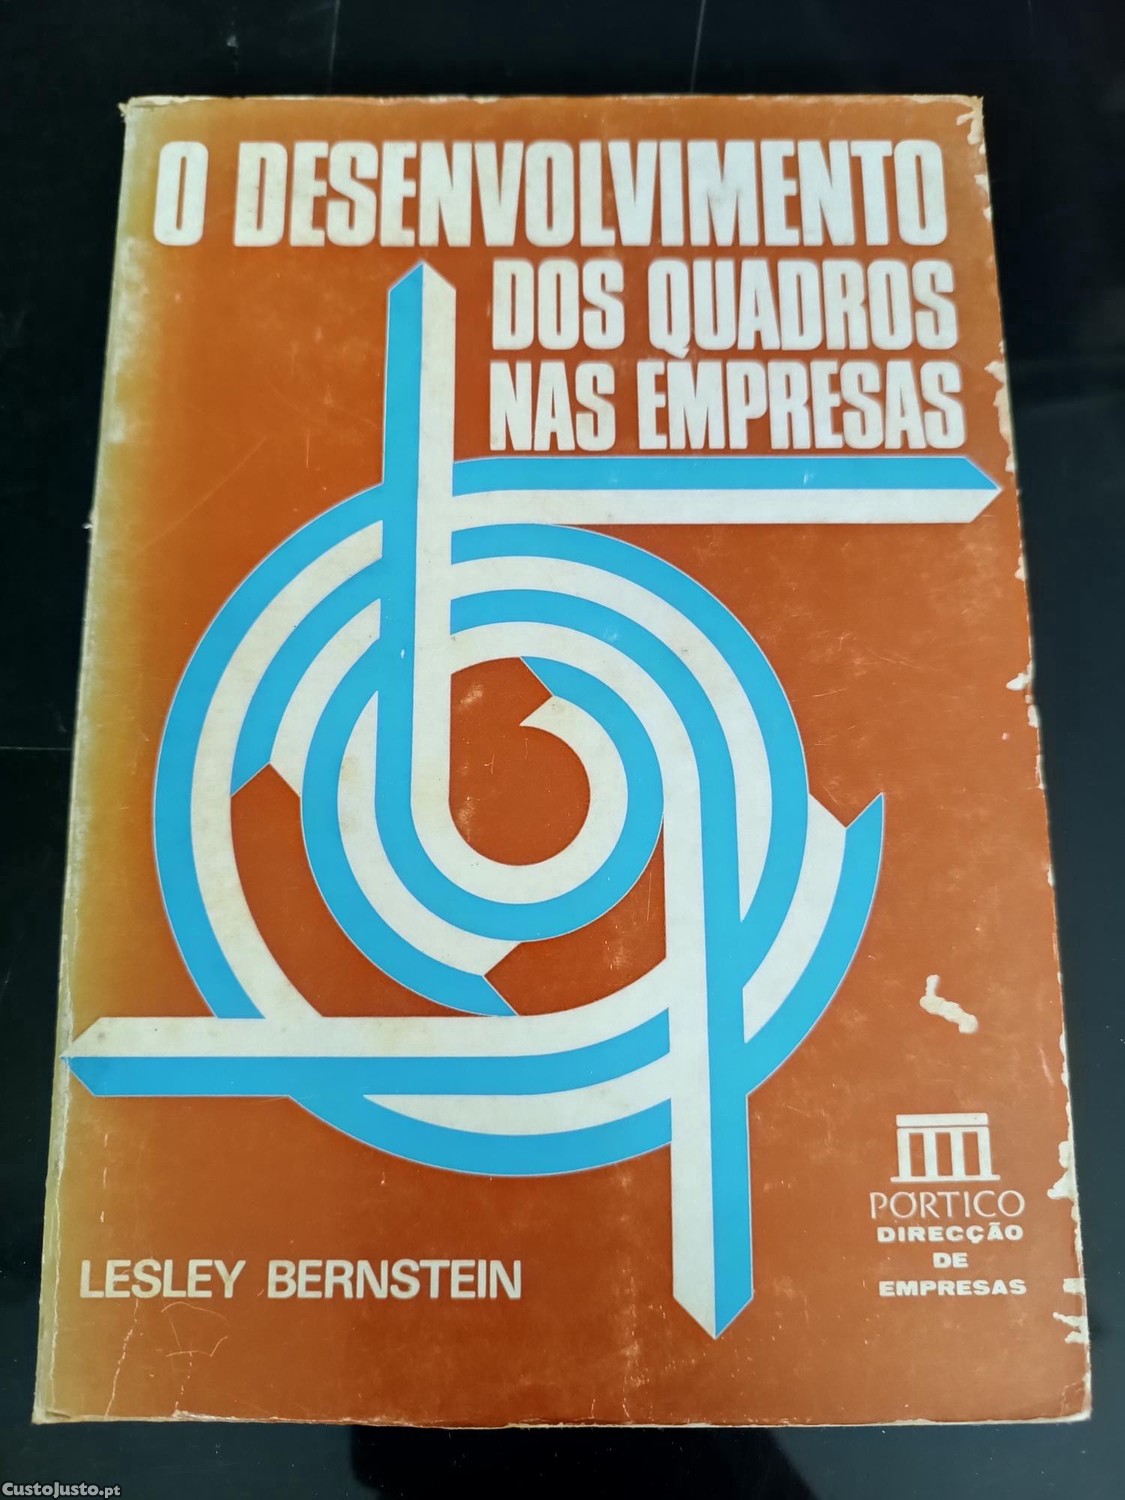 O DESENVOLVIMENTO
DOS QUADROS
NAS EMPRESAS
PÓRTICO
DIRECÇÃO
DE
EMPRESAS
LESLEY BERNSTEIN
CustoJusto.pt